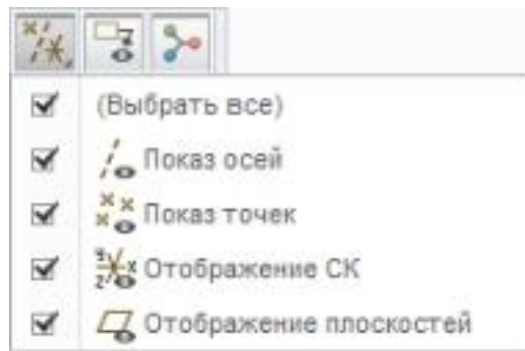 (Выбрать все)
Показ осей
Показ точек
Отображение СК
Отображение плоскостей